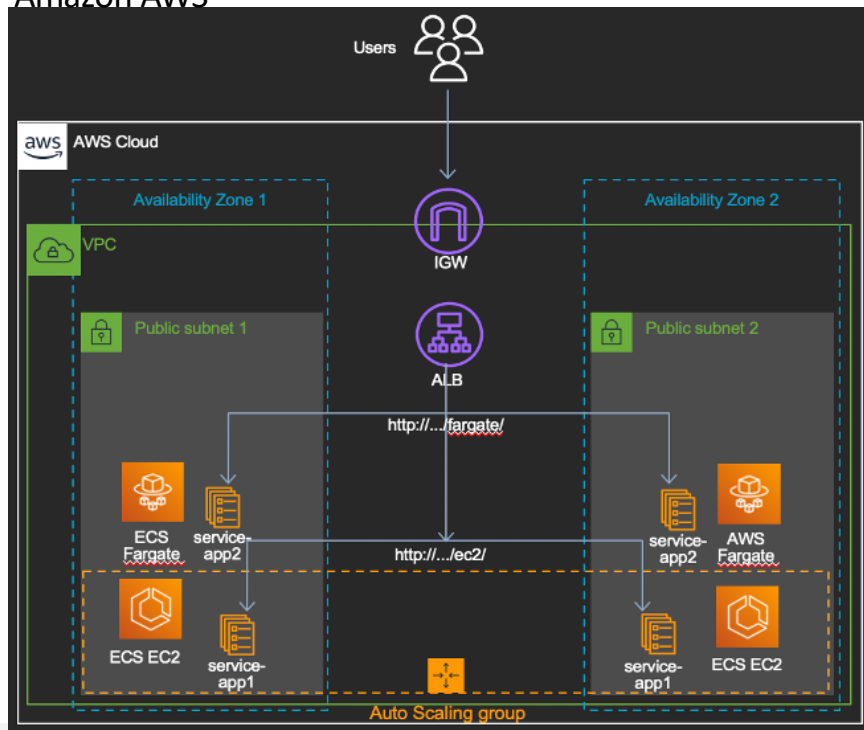 Amazon AWS
Users
aws
AWS Cloud
Availability Zone 1
Availability Zone 2
VPC
IGW
Public subnet 1
Public subnet 2
ALB
http://.../fargate/
ECS
Fargate
service-
app2
service-
app2
AWS
Fargate
http://.../ec2/
ECS EC2
service-
app1
service-
app1
ECS EC2
Auto Scaling group